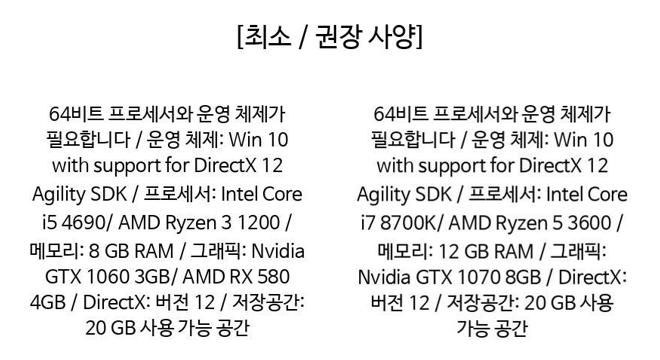 [최소 / 권장 사양]
64비트 프로세서와 운영 체제가
필요합니다 / 운영 체제: Win 10
with support for DirectX 12
Agility SDK / 프로세서: Intel Core
i5 4690/ AMD Ryzen 3 1200 /
메모리: 8 GB RAM / 그래픽: Nvidia
GTX 1060 3GB/ AMD RX 580
4GB / DirectX: 버전 12 / 저장공간:
20 GB 사용 가능 공간
64비트 프로세서와 운영 체제가
필요합니다 / 운영 체제: Win 10
with support for DirectX 12
Agility SDK / 프로세서: Intel Core
i7 8700K/ AMD Ryzen 5 3600 /
메모리: 12 GB RAM / 그래픽:
Nvidia GTX 1070 8GB / DirectX:
버전 12 / 저장공간: 20 GB 사용
가능 공간